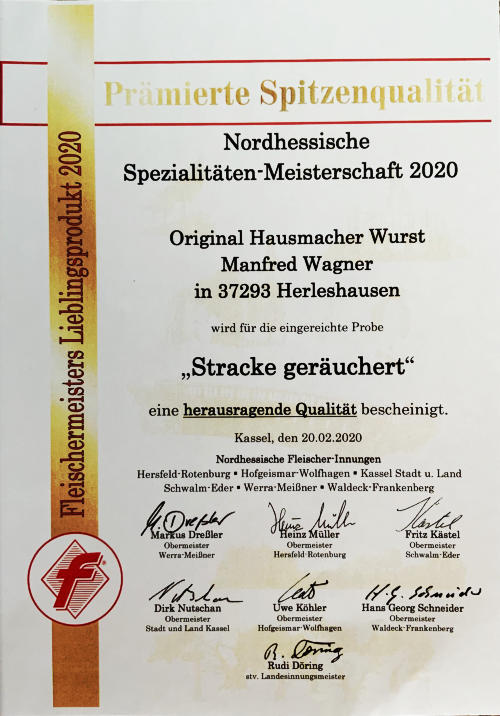 Prämierte Spitzenqualität
Fleischermeisters Lieblingsprodukt 2020
Nordhessische
Spezialitäten-Meisterschaft 2020
Original Hausmacher Wurst
Manfred Wagner
in 37293 Herleshausen
wird für die eingereichte Probe
„Stracke geräuchert“
eine herausragende Qualität bescheinigt.
Kassel, den 20.02.2020
Nordhessische Fleischer-Innungen
Hersfeld-Rotenburg ▪ Hofgeismar-Wolfhagen ▪ Kassel Stadt u. Land
Schwalm-Eder ▪ Werra-Meißner ▪ Waldeck-Frankenberg
Markus Dreßler Heinz Müller Fritz Kästel
Obermeister Obermeister Obermeister
Werra-Meißner Hersfeld-Rotenburg Schwalm-Eder
f
Dirk Nutschan Uwe Köhler Hans Georg Schneider
Obermeister Obermeister Obermeister
Stadt und Land Kassel Hofgeismar-Wolfhagen Waldeck-Frankenberg
Rudi Döring
stv. Landesinnungsmeister